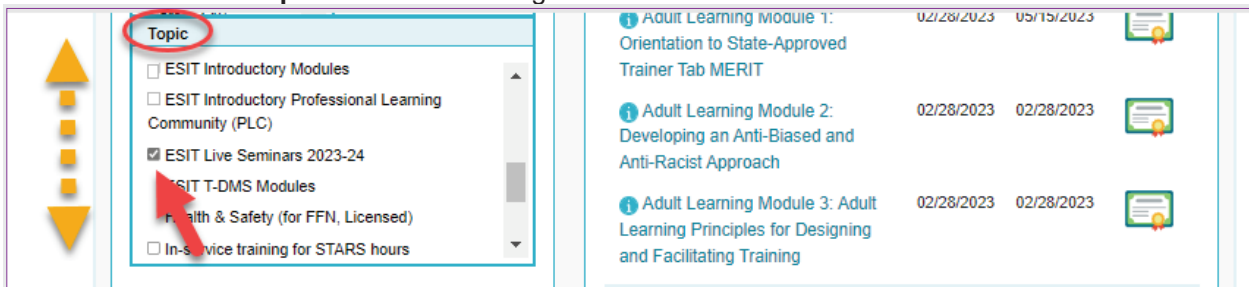 Topic
ESIT Introductory Modules
ESIT Introductory Professional Learning
Community (PLC)
ESIT Live Seminars 2023-24
ESIT T-DMS Modules
Health & Safety (for FFN, Licensed)
In-service training for STARS hours
Adult Learning Module 1: 02/28/2023 05/15/2023
Orientation to State-Approved
Trainer Tab MERIT
Adult Learning Module 2: 02/28/2023 02/28/2023
Developing an Anti-Biased and
Anti-Racist Approach
Adult Learning Module 3: Adult 02/28/2023 02/28/2023
Learning Principles for Designing
and Facilitating Training